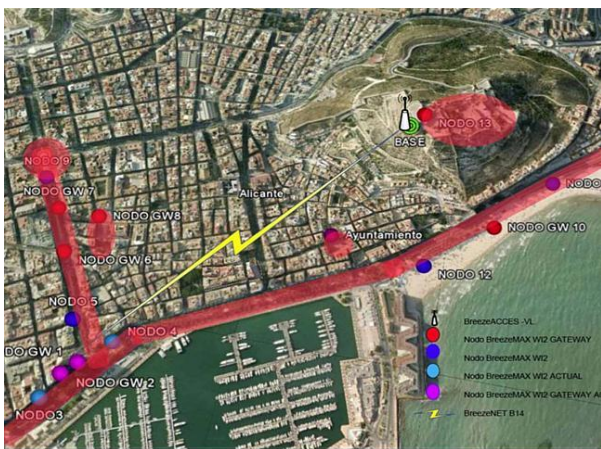 NODO 9
NODO GW 7
NODO GW8
NODO GW 6
NODO 5
NODO 4
NODO GW 1
NODO GW 2
NODO3
Alicante
Ayuntamiento
BASE
NODO 13
NODO
NODO GW 10
NODO 12
BreezeACCES -VL
Nodo BreezeMAX WI2 GATEWAY
Nodo BreezeMAX WI2
Nodo BreezeMAX WI2 ACTUAL
Nodo BreezeMAX WI2 GATEWAY AC
BreezeNET B14